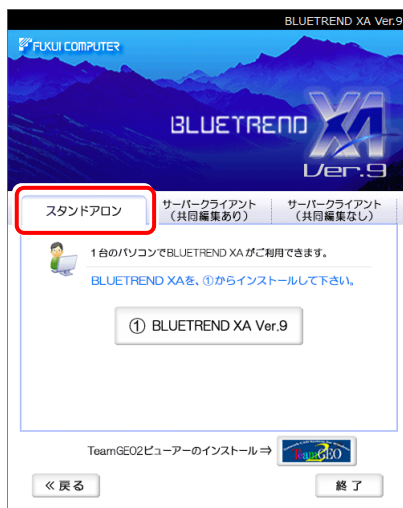 BLUETREND XA Ver.9
FUKUI COMPUTER
BLUETREND XA
Ver.9
スタンドアロン
サーバークライアント
（共同編集あり）
サーバークライアント
（共同編集なし）
1台のパソコンでBLUETREND XA がご利用できます。
BLUETREND XAを、①からインストールして下さい。
① BLUETREND XA Ver.9
TeamGEO2ビューアーのインストール ⇒
TeamGEO 2
≪ 戻る
終 了